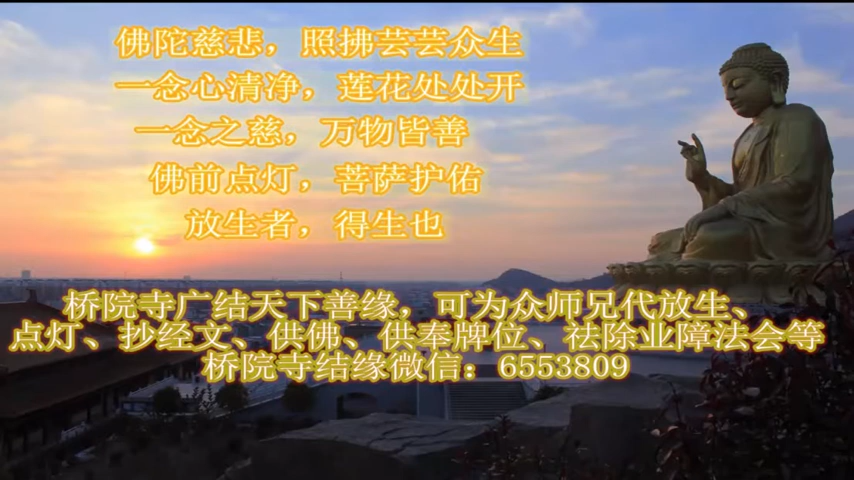 佛陀慈悲，照拂芸芸众生
一念心清净，莲花处处开
一念之慈，万物皆善
佛前点灯，菩萨护佑
放生者，得生也
桥院寺广结天下善缘，可为众师兄代放生、
点灯、抄经文、供佛、供奉牌位、祛除业障法会等
桥院寺结缘微信：6553809